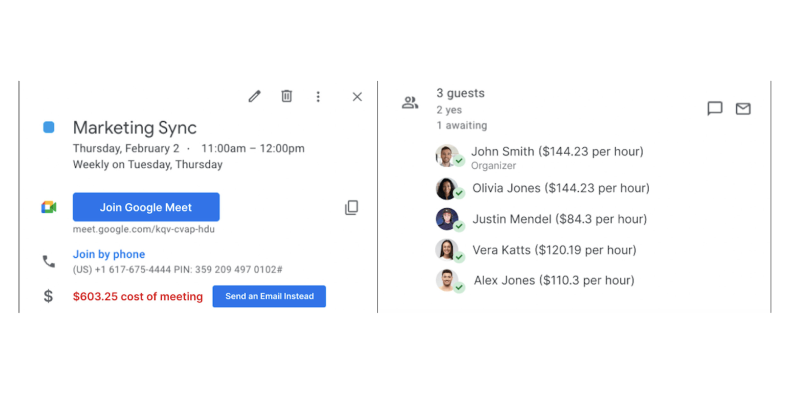 Marketing Sync
Thursday, February 2 · 11:00am – 12:00pm
Weekly on Tuesday, Thursday
Join Google Meet
meet.google.com/kqv-cvap-hdu
Join by phone
(US) +1 617-675-4444 PIN: 359 209 497 0102#
$
$603.25 cost of meeting
Send an Email Instead
3 guests
2 yes
1 awaiting
John Smith ($144.23 per hour)
Organizer
Olivia Jones ($144.23 per hour)
Justin Mendel ($84.3 per hour)
Vera Katts ($120.19 per hour)
Alex Jones ($110.3 per hour)